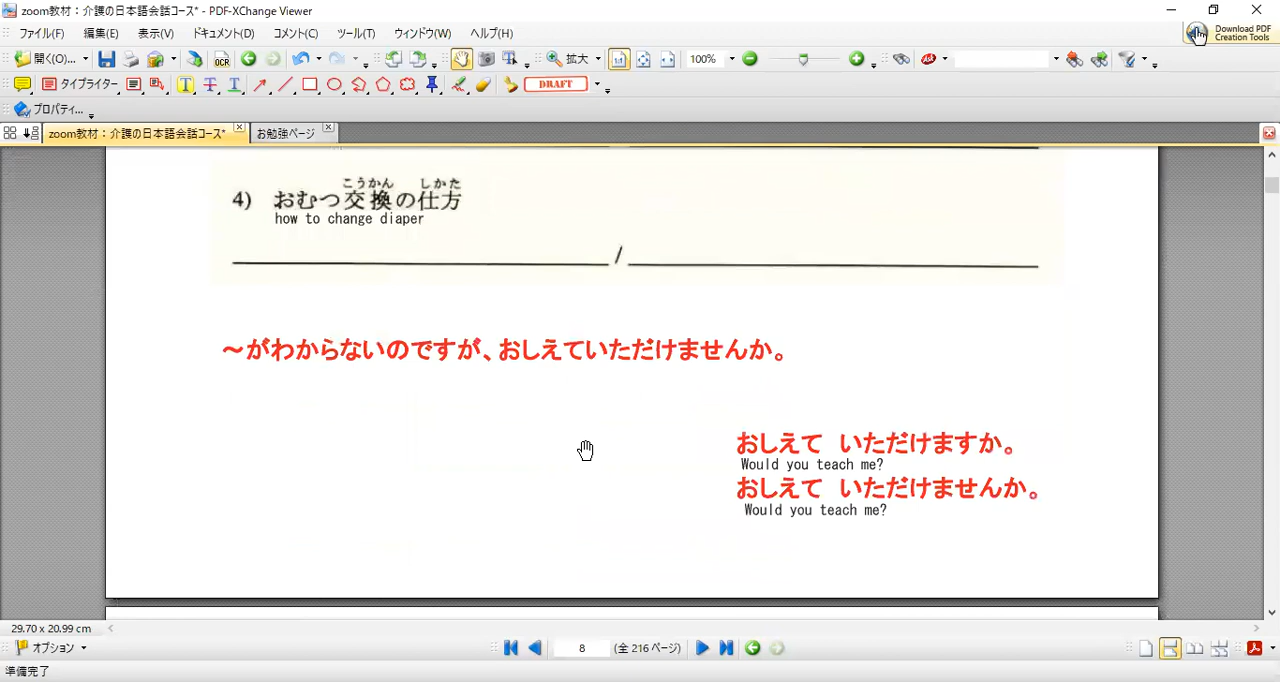 zoom教材：介護の日本語会話コース* - PDF-XChange Viewer
ファイル(F) 編集(E) 表示(V) ドキュメント(D) コメント(C) ツール(T) ウィンドウ(W) ヘルプ(H)
Download PDF
Creation Tools
開く(O)... OCR 拡大 100%
タイプライター DRAFT
プロパティ...
zoom教材：介護の日本語会話コース* お勉強ページ
こうかん しかた
4) おむつ交換の仕方
how to change diaper
/
～がわからないのですが、おしえていただけませんか。
おしえて いただけますか。
Would you teach me?
おしえて いただけませんか。
Would you teach me?
29.70 x 20.99 cm
オプション 8 (全 216 ページ)
準備完了